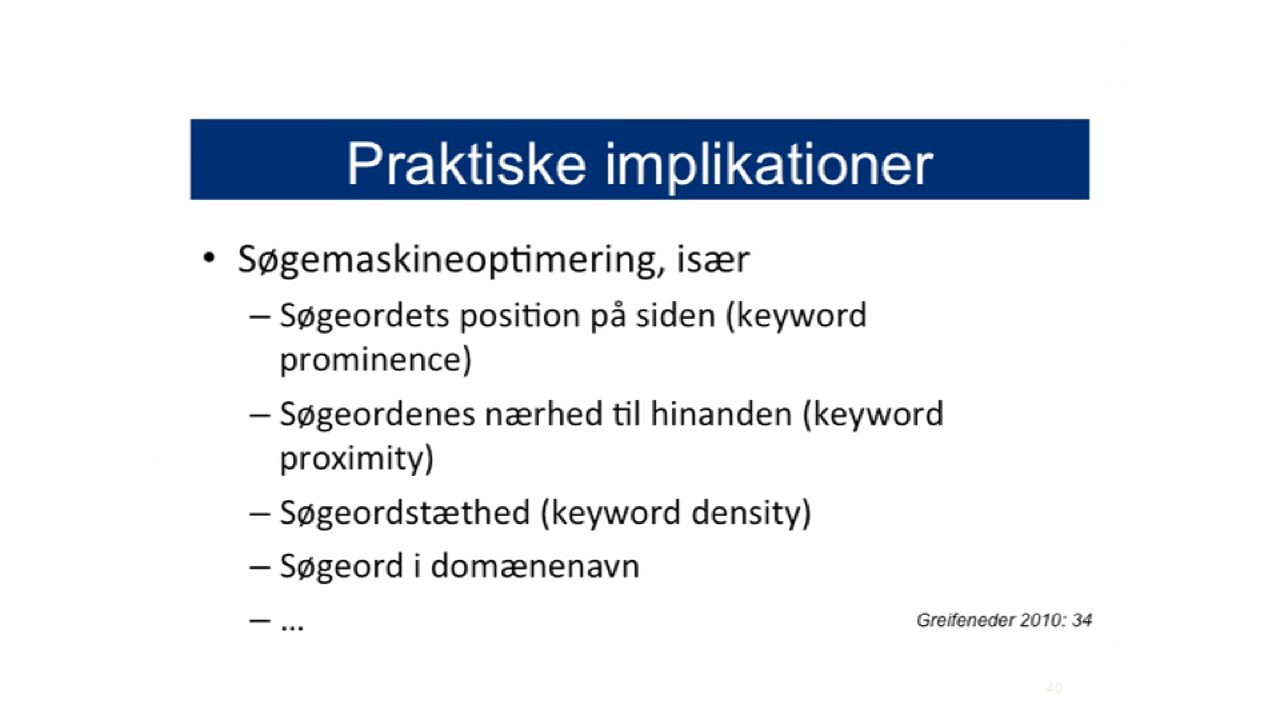 Praktiske implikationer
• Søgemaskineoptimering, især
– Søgeordets position på siden (keyword
prominence)
– Søgeordenes nærhed til hinanden (keyword
proximity)
– Søgeordstæthed (keyword density)
– Søgeord i domænenavn
– ...
Greifeneder 2010: 34
40